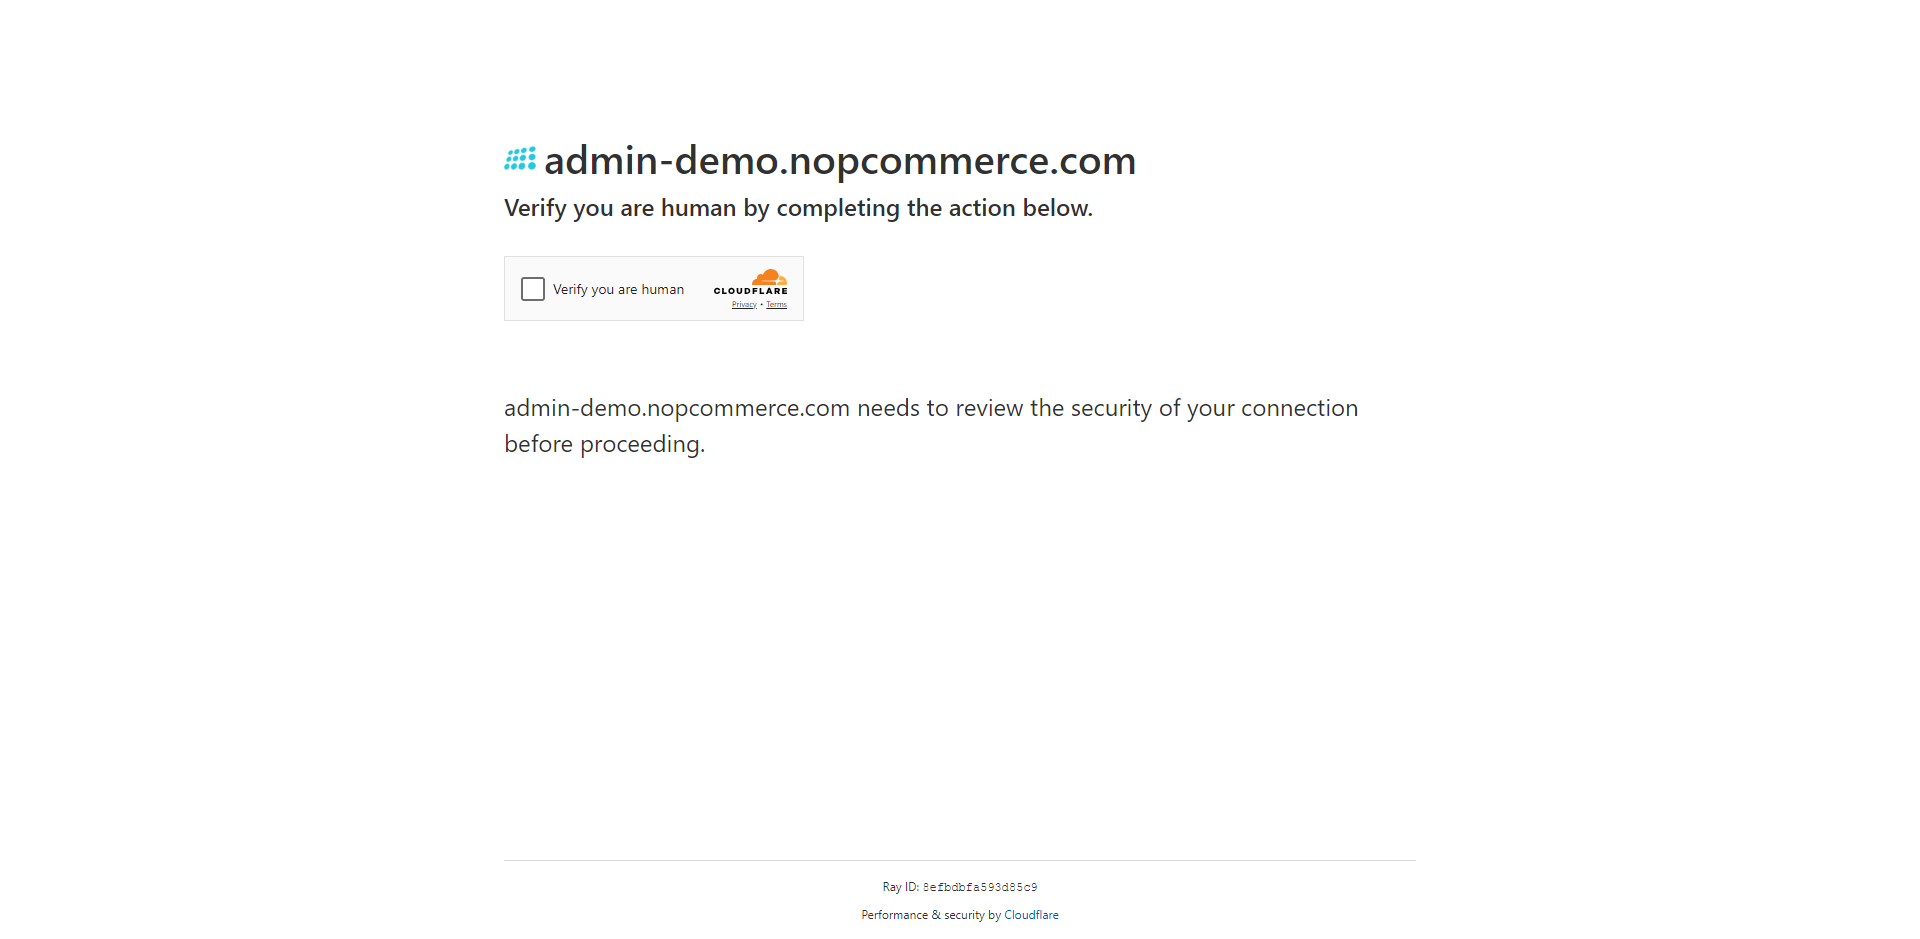 admin-demo.nopcommerce.com
Verify you are human by completing the action below.
Verify you are human
CLOUDFLARE
Privacy • Terms
admin-demo.nopcommerce.com needs to review the security of your connection
before proceeding.
Ray ID: 8efbdbfa593d85c9
Performance & security by Cloudflare